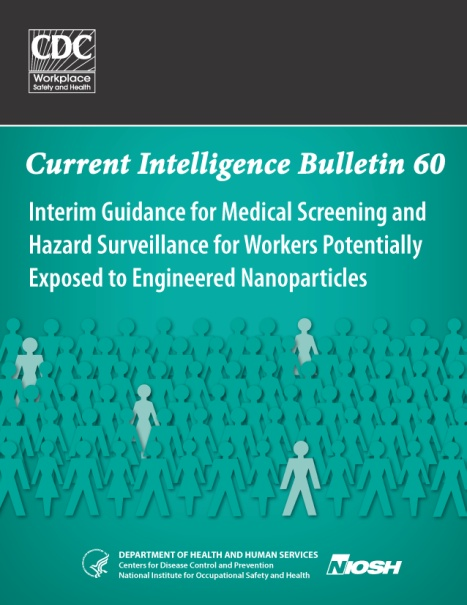 CDC
Workplace
Safety and Health
Current Intelligence Bulletin 60
Interim Guidance for Medical Screening and
Hazard Surveillance for Workers Potentially
Exposed to Engineered Nanoparticles
DEPARTMENT OF HEALTH AND HUMAN SERVICES
Centers for Disease Control and Prevention
National Institute for Occupational Safety and Health
NIOSH